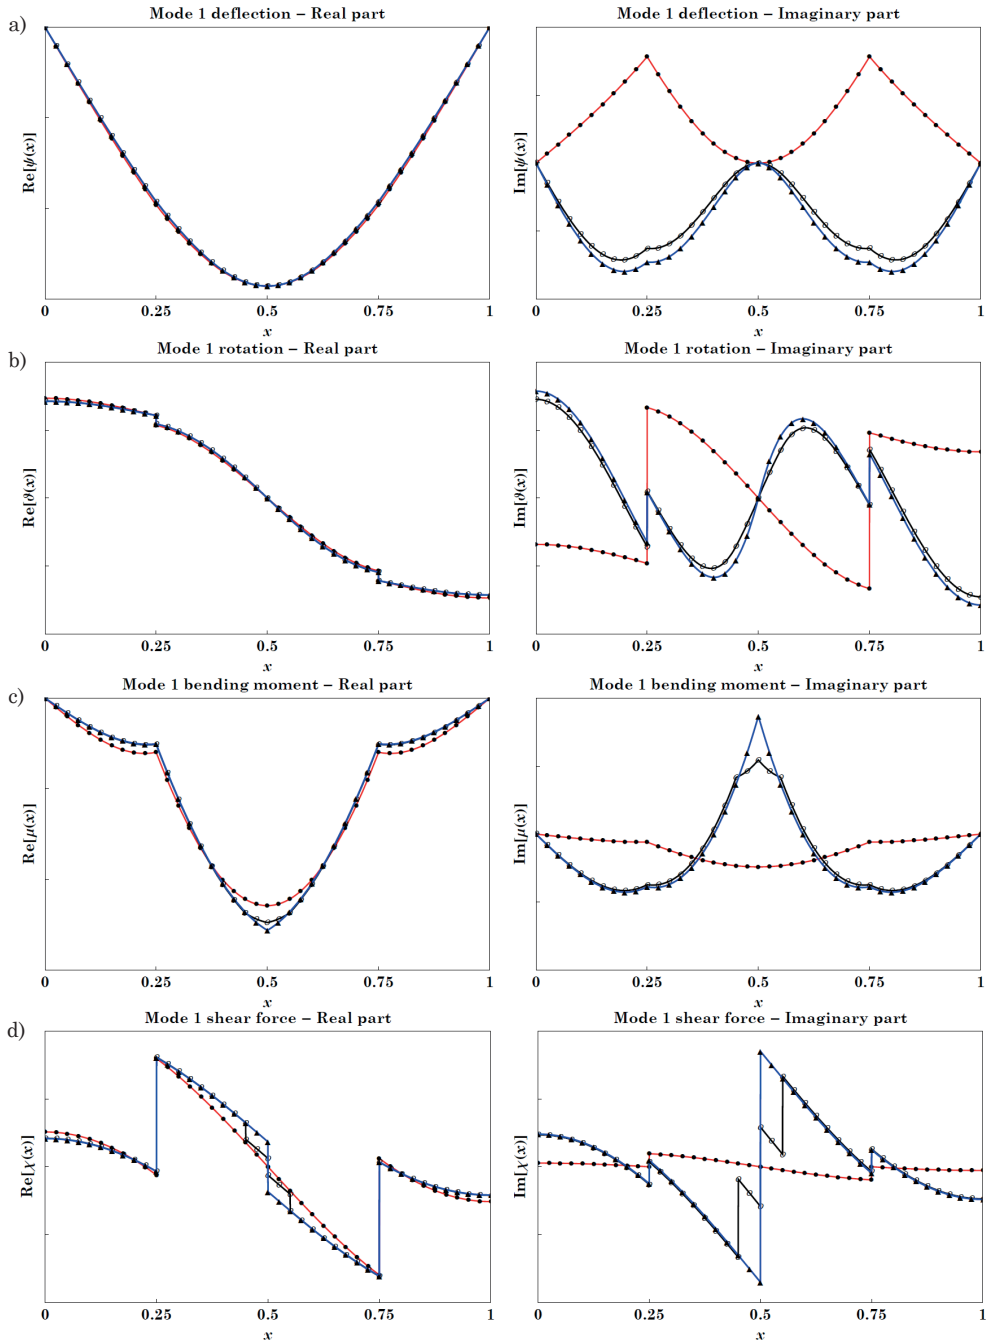 a)
Mode 1 deflection – Real part
Re[ψ(x)]
0 0.25 0.5 0.75 1
x
Mode 1 deflection – Imaginary part
Im[ψ(x)]
0 0.25 0.5 0.75 1
x
b)
Mode 1 rotation – Real part
Re[ϑ(x)]
0 0.25 0.5 0.75 1
x
Mode 1 rotation – Imaginary part
Im[ϑ(x)]
0 0.25 0.5 0.75 1
x
c)
Mode 1 bending moment – Real part
Re[μ(x)]
0 0.25 0.5 0.75 1
x
Mode 1 bending moment – Imaginary part
Im[μ(x)]
0 0.25 0.5 0.75 1
x
d)
Mode 1 shear force – Real part
Re[χ(x)]
0 0.25 0.5 0.75 1
x
Mode 1 shear force – Imaginary part
Im[χ(x)]
0 0.25 0.5 0.75 1
x